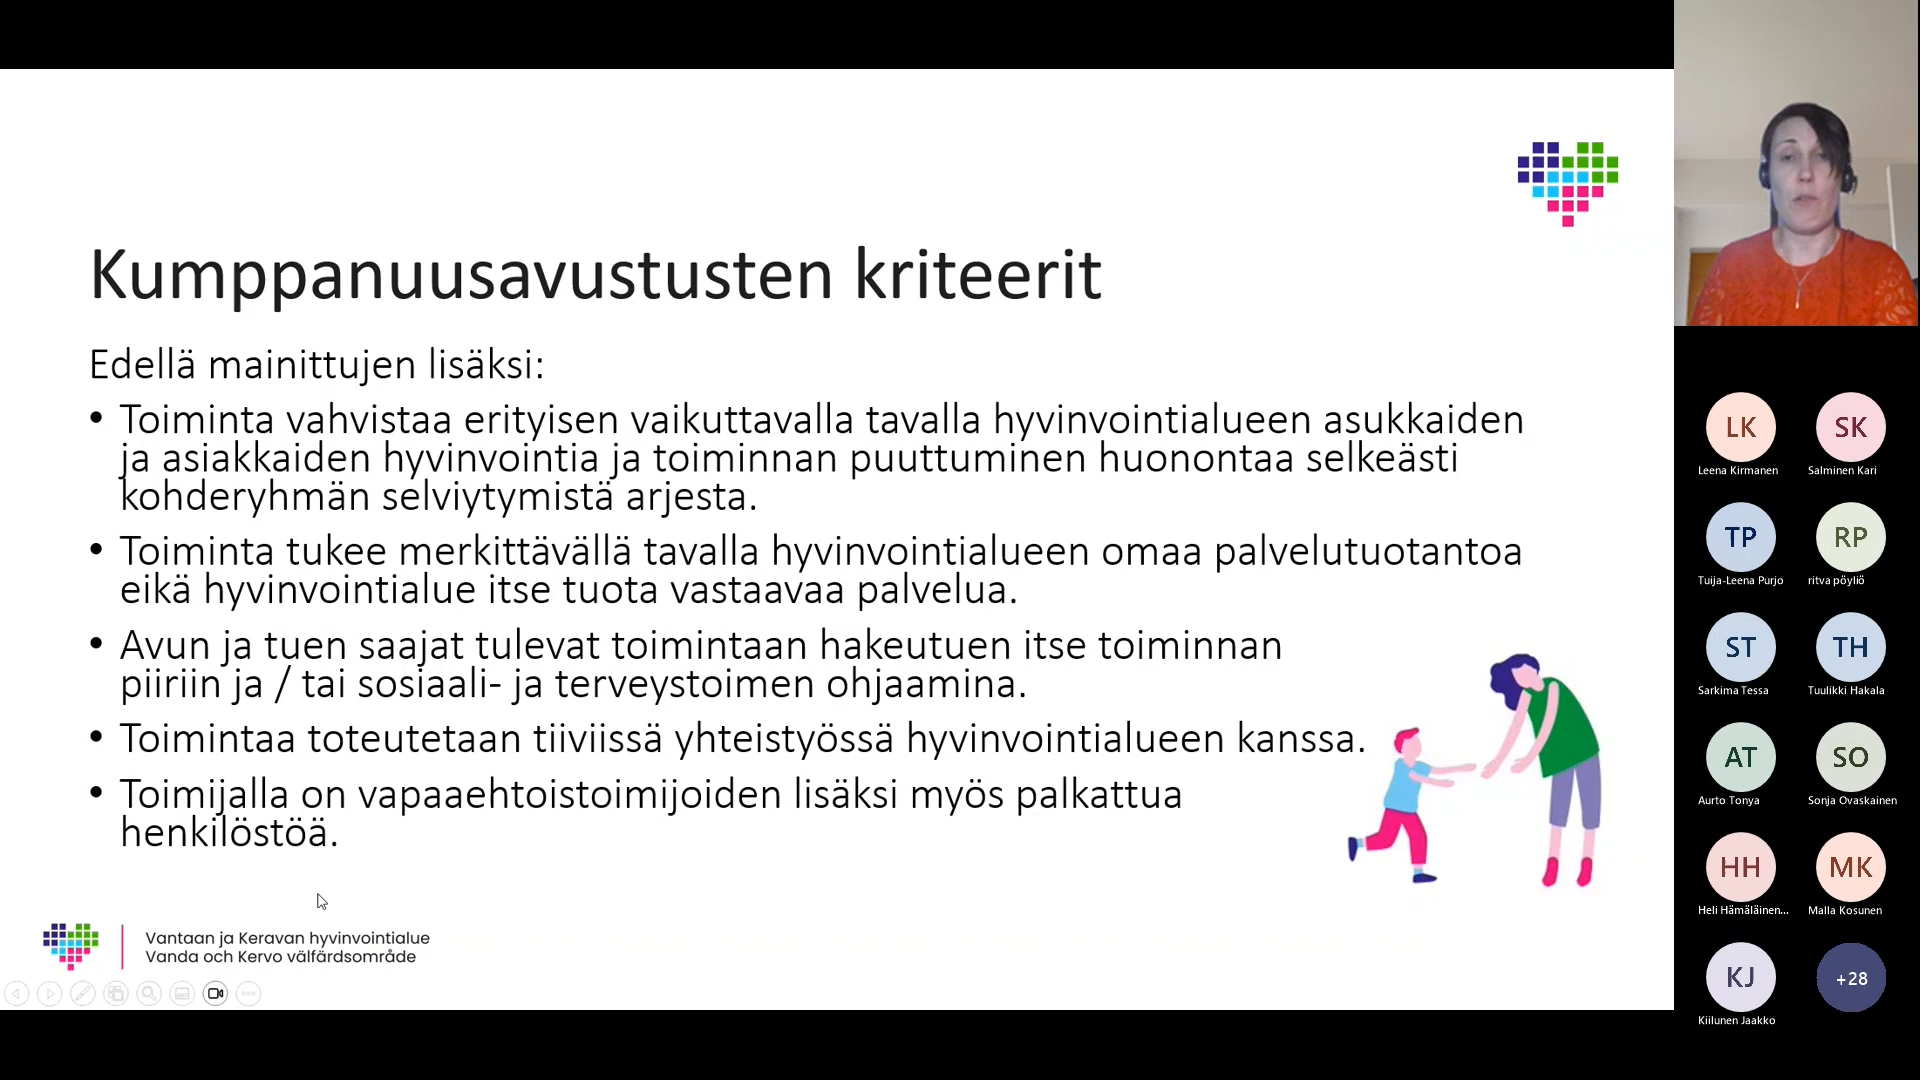 Kumppanuusavustusten kriteerit
Edellä mainittujen lisäksi:
• Toiminta vahvistaa erityisen vaikuttavalla tavalla hyvinvointialueen asukkaiden
ja asiakkaiden hyvinvointia ja toiminnan puuttuminen huonontaa selkeästi
kohderyhmän selviytymistä arjesta.
• Toiminta tukee merkittävällä tavalla hyvinvointialueen omaa palvelutuotantoa
eikä hyvinvointialue itse tuota vastaavaa palvelua.
• Avun ja tuen saajat tulevat toimintaan hakeutuen itse toiminnan
piiriin ja / tai sosiaali- ja terveystoimen ohjaamina.
• Toimintaa toteutetaan tiiviissä yhteistyössä hyvinvointialueen kanssa.
• Toimijalla on vapaaehtoistoimijoiden lisäksi myös palkattua
henkilöstöä.
Vantaan ja Keravan hyvinvointialue
Vanda och Kervo välfärdsområde
LK SK
Leena Kirmanen Salminen Kari
TP RP
Tuija-Leena Purjo ritva pöyliö
ST TH
Sarkima Tessa Tuulikki Hakala
AT SO
Aurto Tonya Sonja Ovaskainen
HH MK
Heli Hämäläinen... Malla Kosunen
KJ +28
Kiilunen Jaakko